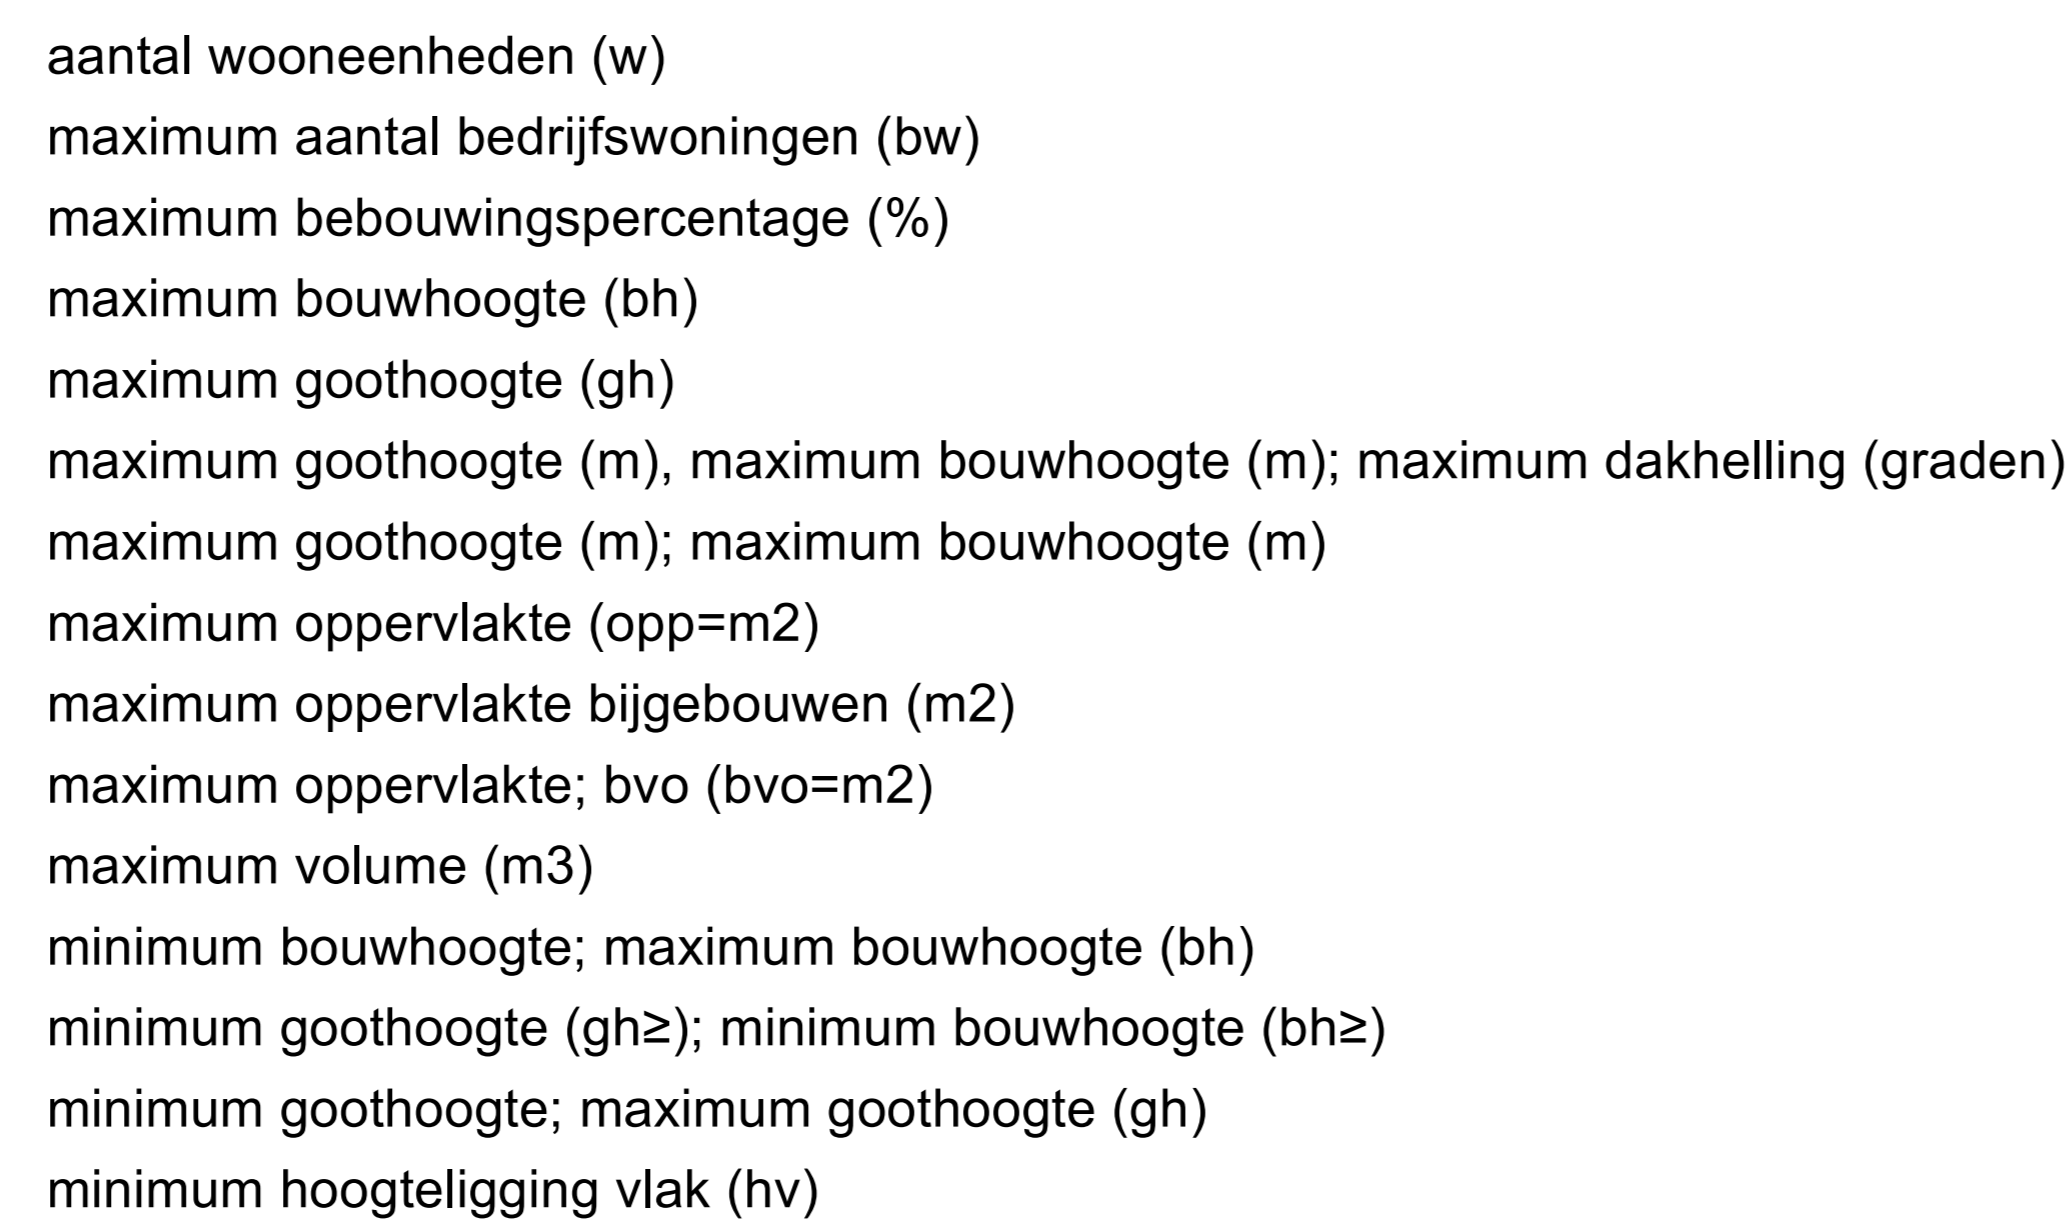 aantal wooneenheden (w)
maximum aantal bedrijfswoningen (bw)
maximum bebouwingspercentage (%)
maximum bouwhoogte (bh)
maximum goothoogte (gh)
maximum goothoogte (m), maximum bouwhoogte (m); maximum dakhelling (graden)
maximum goothoogte (m); maximum bouwhoogte (m)
maximum oppervlakte (opp=m2)
maximum oppervlakte bijgebouwen (m2)
maximum oppervlakte; bvo (bvo=m2)
maximum volume (m3)
minimum bouwhoogte; maximum bouwhoogte (bh)
minimum goothoogte (gh≥); minimum bouwhoogte (bh≥)
minimum goothoogte; maximum goothoogte (gh)
minimum hoogteligging vlak (hv)